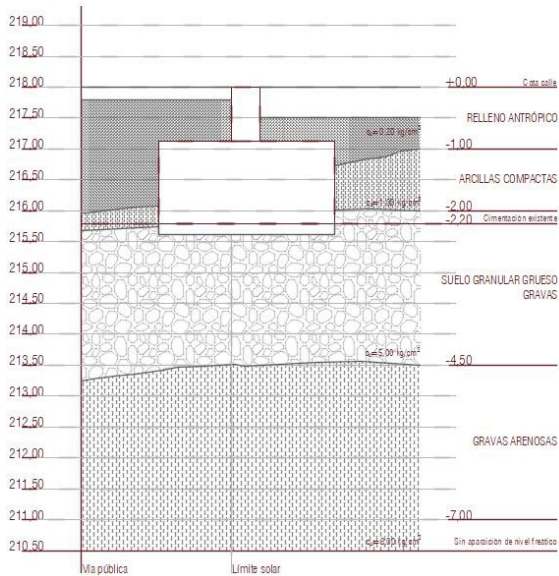 219,00
218,50
218,00
+0,00
Cota calle
217,50
RELLENO ANTRÓPICO
217,00
-1,00
216,50
ARCILLAS COMPACTAS
216,00
-2,00
-2,20
Cimentación existente
215,50
215,00
SUELO GRANULAR GRUESO
GRAVAS
214,50
214,00
213,50
-4,50
213,00
212,50
GRAVAS ARENOSAS
212,00
211,50
211,00
-7,00
210,50
Sin aparición de nivel freático
Vía pública
Límite solar